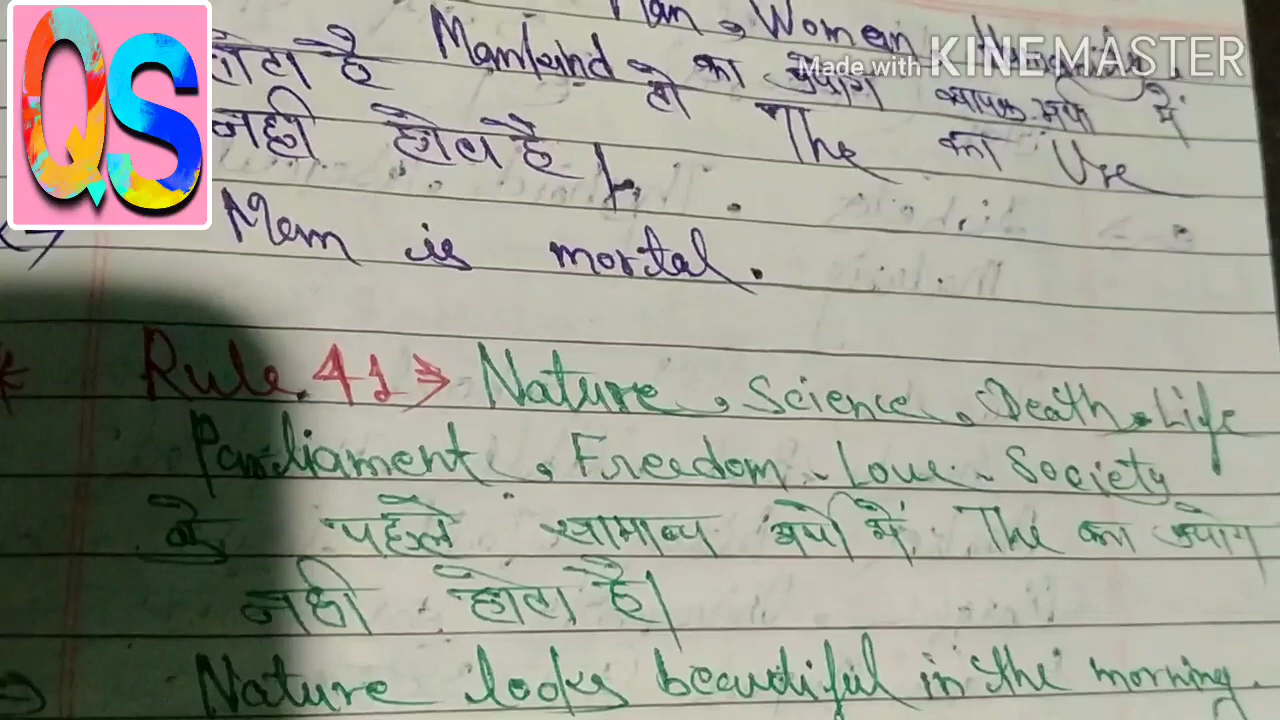 Man, Woman
होता है Mankind का प्रयोग व्यापक अर्थ में
नही होता है। तो The का Use
Man is mortal.
* Rule 41 ⇒ Nature, Science, Death, Life
Parliament, Freedom - Love - Society
के पहले सामान्य अर्थो में The का प्रयोग
नही होता है।
⇒ Nature looks beautiful in the morning.
QS
Made with KINEMASTER